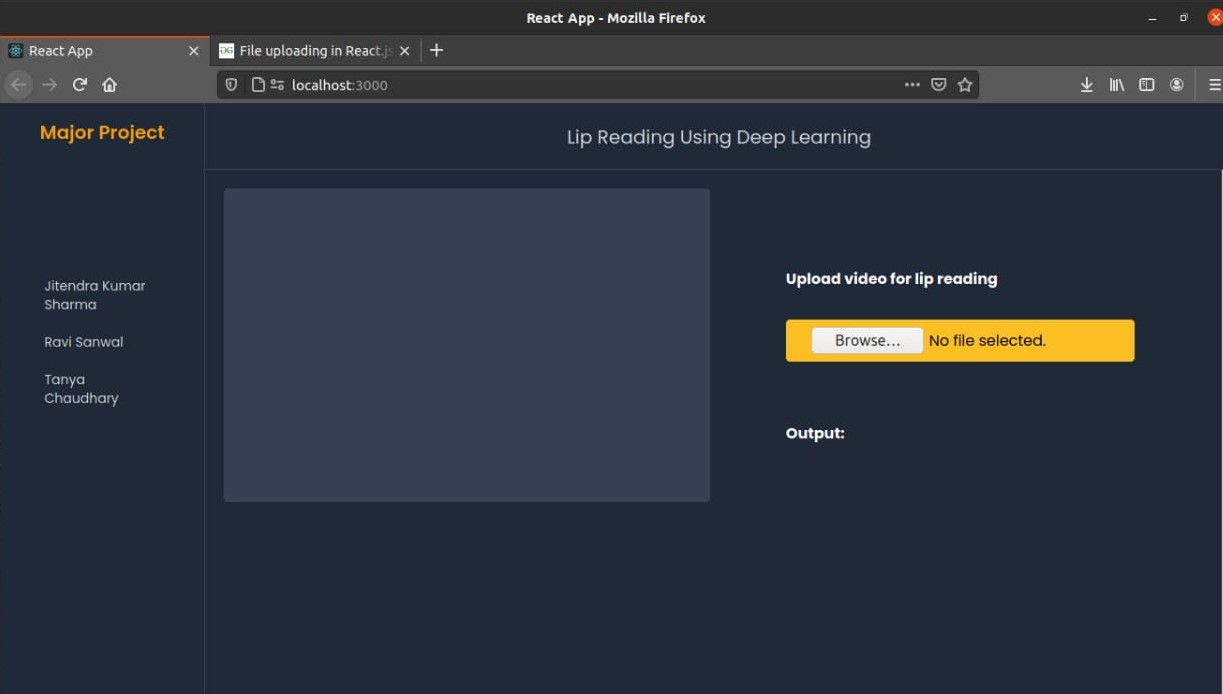 React App - Mozilla Firefox
React App
File uploading in React.js
localhost:3000
Major Project
Lip Reading Using Deep Learning
Jitendra Kumar
Sharma
Ravi Sanwal
Tanya
Chaudhary
Upload video for lip reading
Browse... No file selected.
Output: